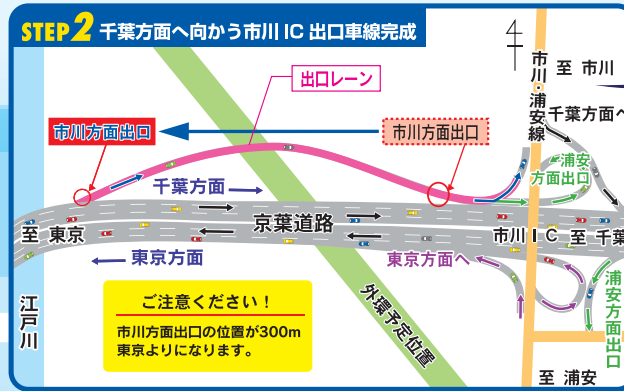 STEP2 千葉方面へ向かう市川IC出口車線完成
出口レーン
市川・浦安線
至 市川
千葉方面へ
市川方面出口
市川方面出口
浦安
方面出口
千葉方面
至 東京
京葉道路
市川IC
至 千葉
東京方面
東京方面へ
江戸川
ご注意ください!
市川方面出口の位置が300m
東京よりになります。
外環予定位置
浦安方面出口
至 浦安